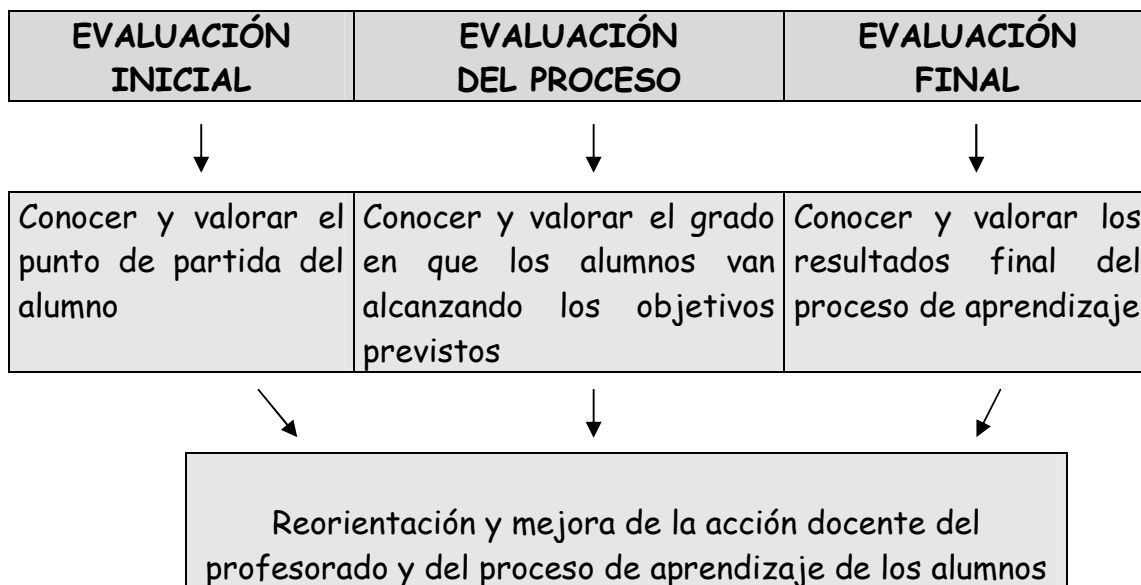 EVALUACIÓN
INICIAL
EVALUACIÓN
DEL PROCESO
EVALUACIÓN
FINAL
Conocer y valorar el
punto de partida del
alumno
Conocer y valorar el grado
en que los alumnos van
alcanzando los objetivos
previstos
Conocer y valorar los
resultados final del
proceso de aprendizaje
Reorientación y mejora de la acción docente del
profesorado y del proceso de aprendizaje de los alumnos